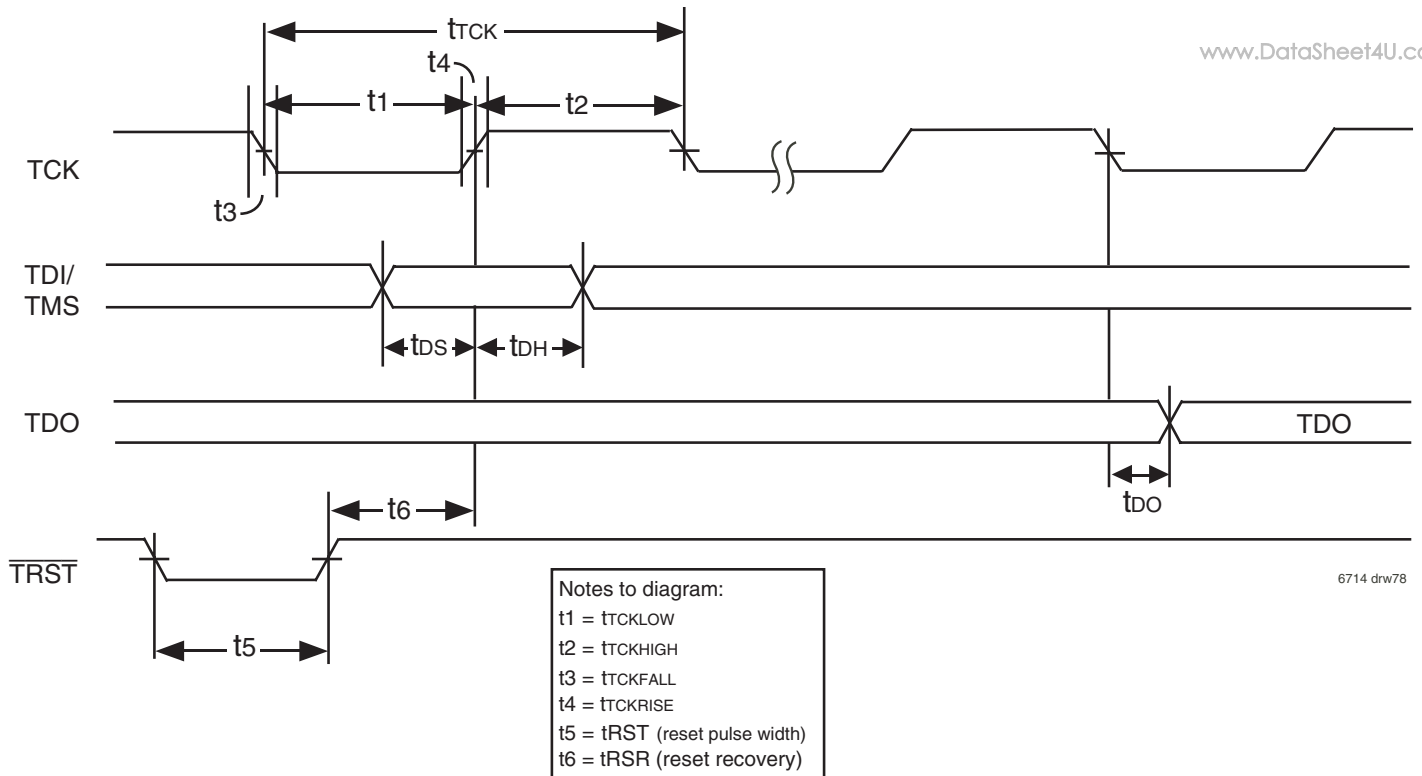 tTCK
www.DataSheet4U.co
t4
t1
t2
TCK
t3
TDI/
TMS
tDS
tDH
TDO
TDO
tDO
t6
TRST
6714 drw78
t5
Notes to diagram:
t1 = tTCKLOW
t2 = tTCKHIGH
t3 = tTCKFALL
t4 = tTCKRISE
t5 = tRST (reset pulse width)
t6 = tRSR (reset recovery)